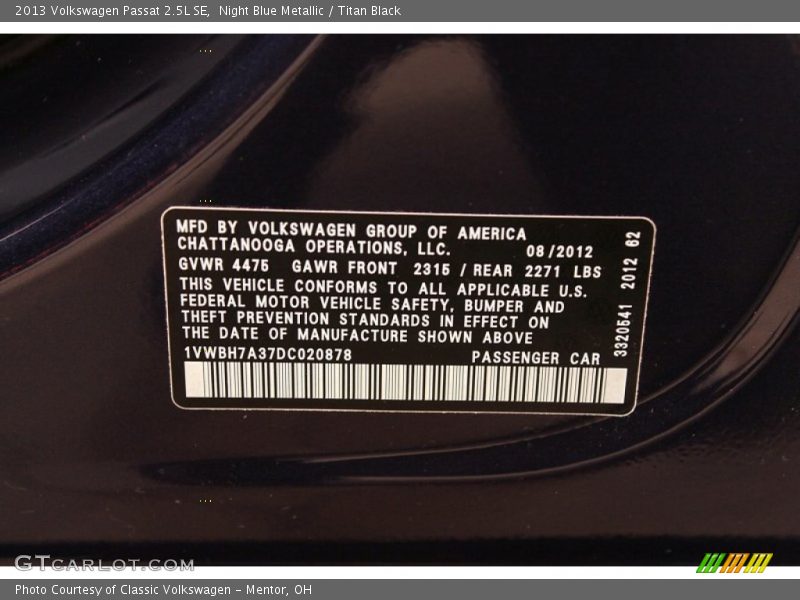 2013 Volkswagen Passat 2.5L SE, Night Blue Metallic / Titan Black
MFD BY VOLKSWAGEN GROUP OF AMERICA
CHATTANOOGA OPERATIONS, LLC. 08/2012
GVWR 4475 GAWR FRONT 2315 / REAR 2271 LBS
THIS VEHICLE CONFORMS TO ALL APPLICABLE U.S.
FEDERAL MOTOR VEHICLE SAFETY, BUMPER AND
THEFT PREVENTION STANDARDS IN EFFECT ON
THE DATE OF MANUFACTURE SHOWN ABOVE
1VWBH7A37DC020878 PASSENGER CAR
3320541 2012 62
GTCARLOT.COM
Photo Courtesy of Classic Volkswagen - Mentor, OH